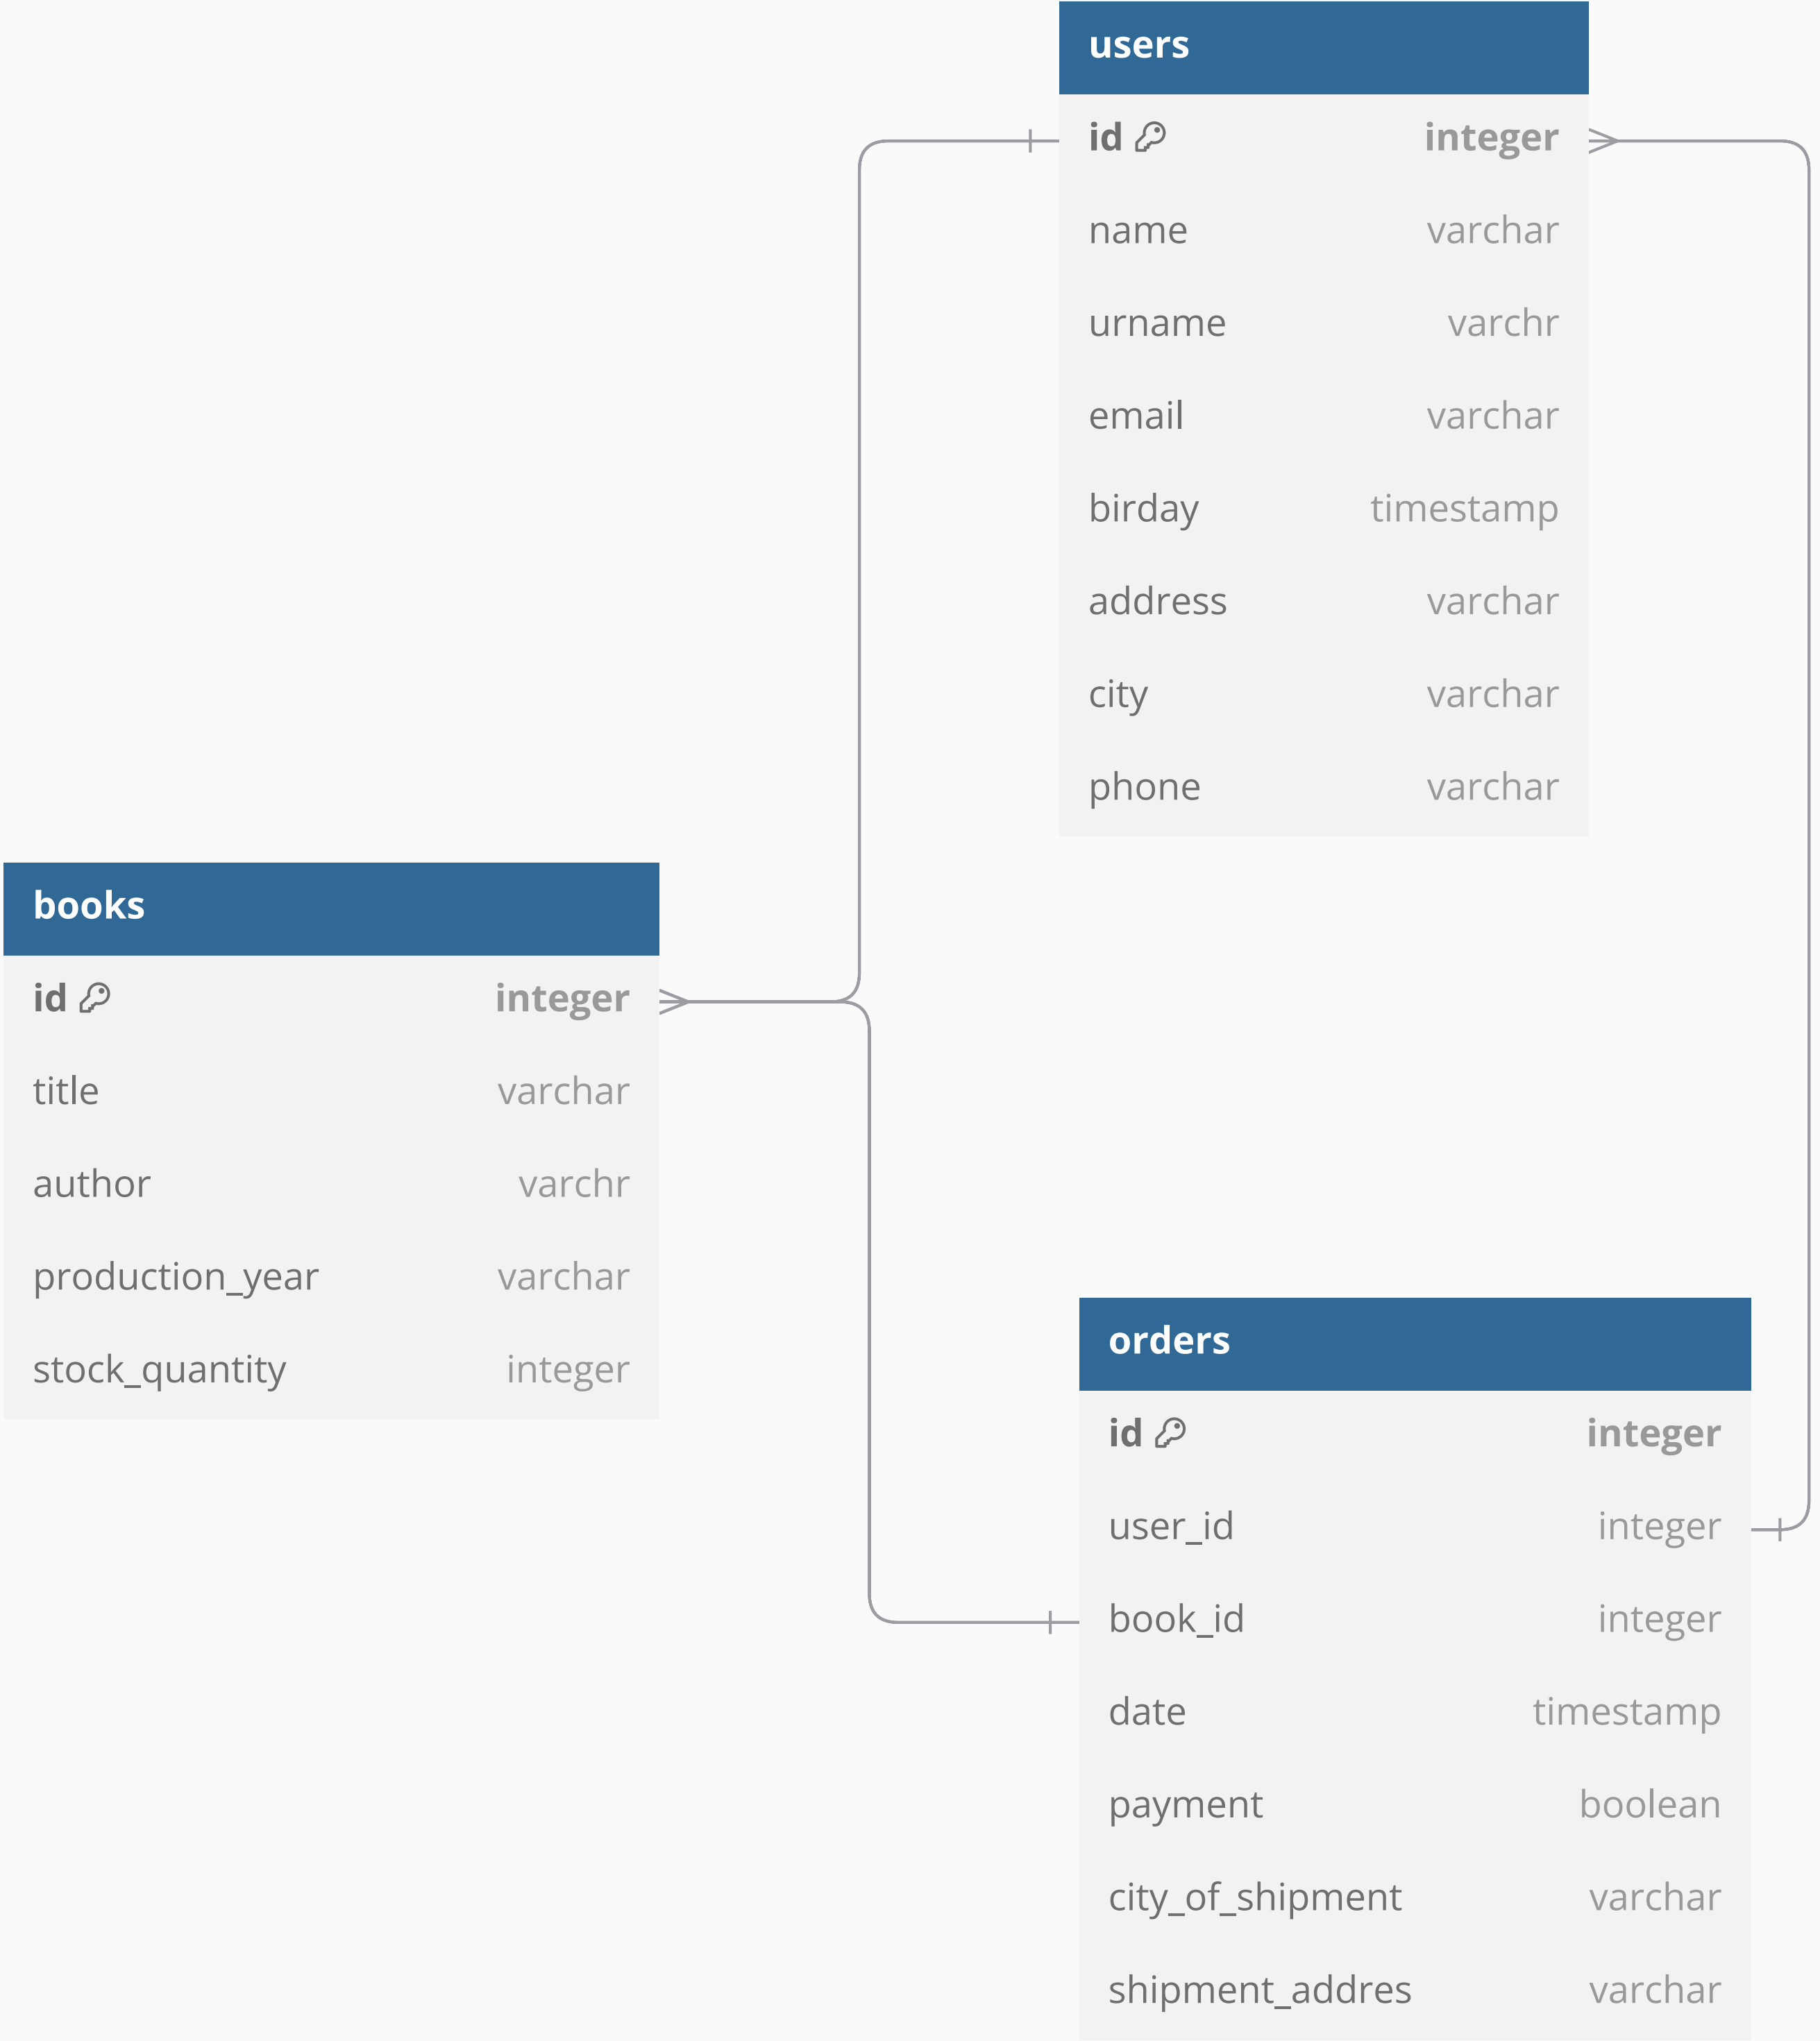 users
id integer
name varchar
urname varchr
email varchar
birday timestamp
address varchar
city varchar
phone varchar
books
id integer
title varchar
author varchr
production_year varchar
stock_quantity integer
orders
id integer
user_id integer
book_id integer
date timestamp
payment boolean
city_of_shipment varchar
shipment_addres varchar